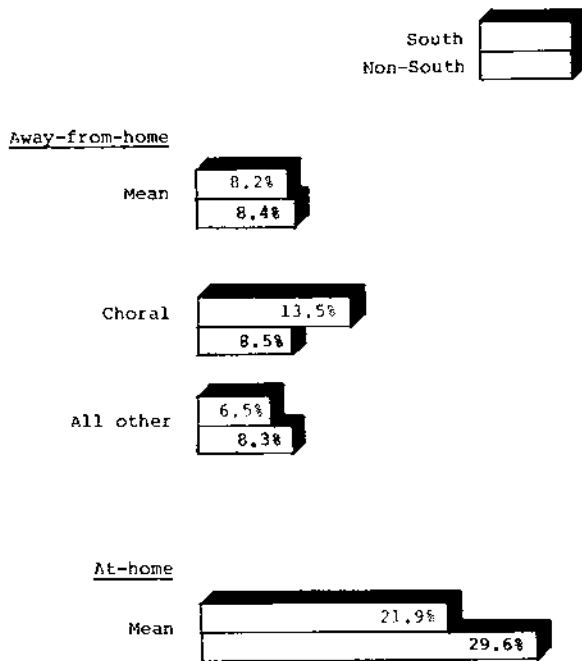 South
Non-South
Away-from-home
Mean
8.2%
8.4%
Choral
13.5%
8.5%
All other
6.5%
8.3%
At-home
Mean
21.9%
29.6%